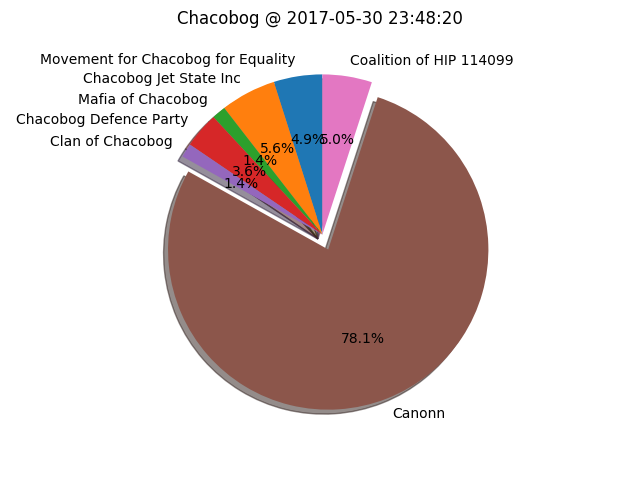 Chacobog @ 2017-05-30 23:48:20
Movement for Chacobog for Equality
Coalition of HIP 114099
Chacobog Jet State Inc
Mafia of Chacobog
Chacobog Defence Party
Clan of Chacobog
4.9%
5.0%
5.6%
1.4%
3.6%
1.4%
78.1%
Canonn